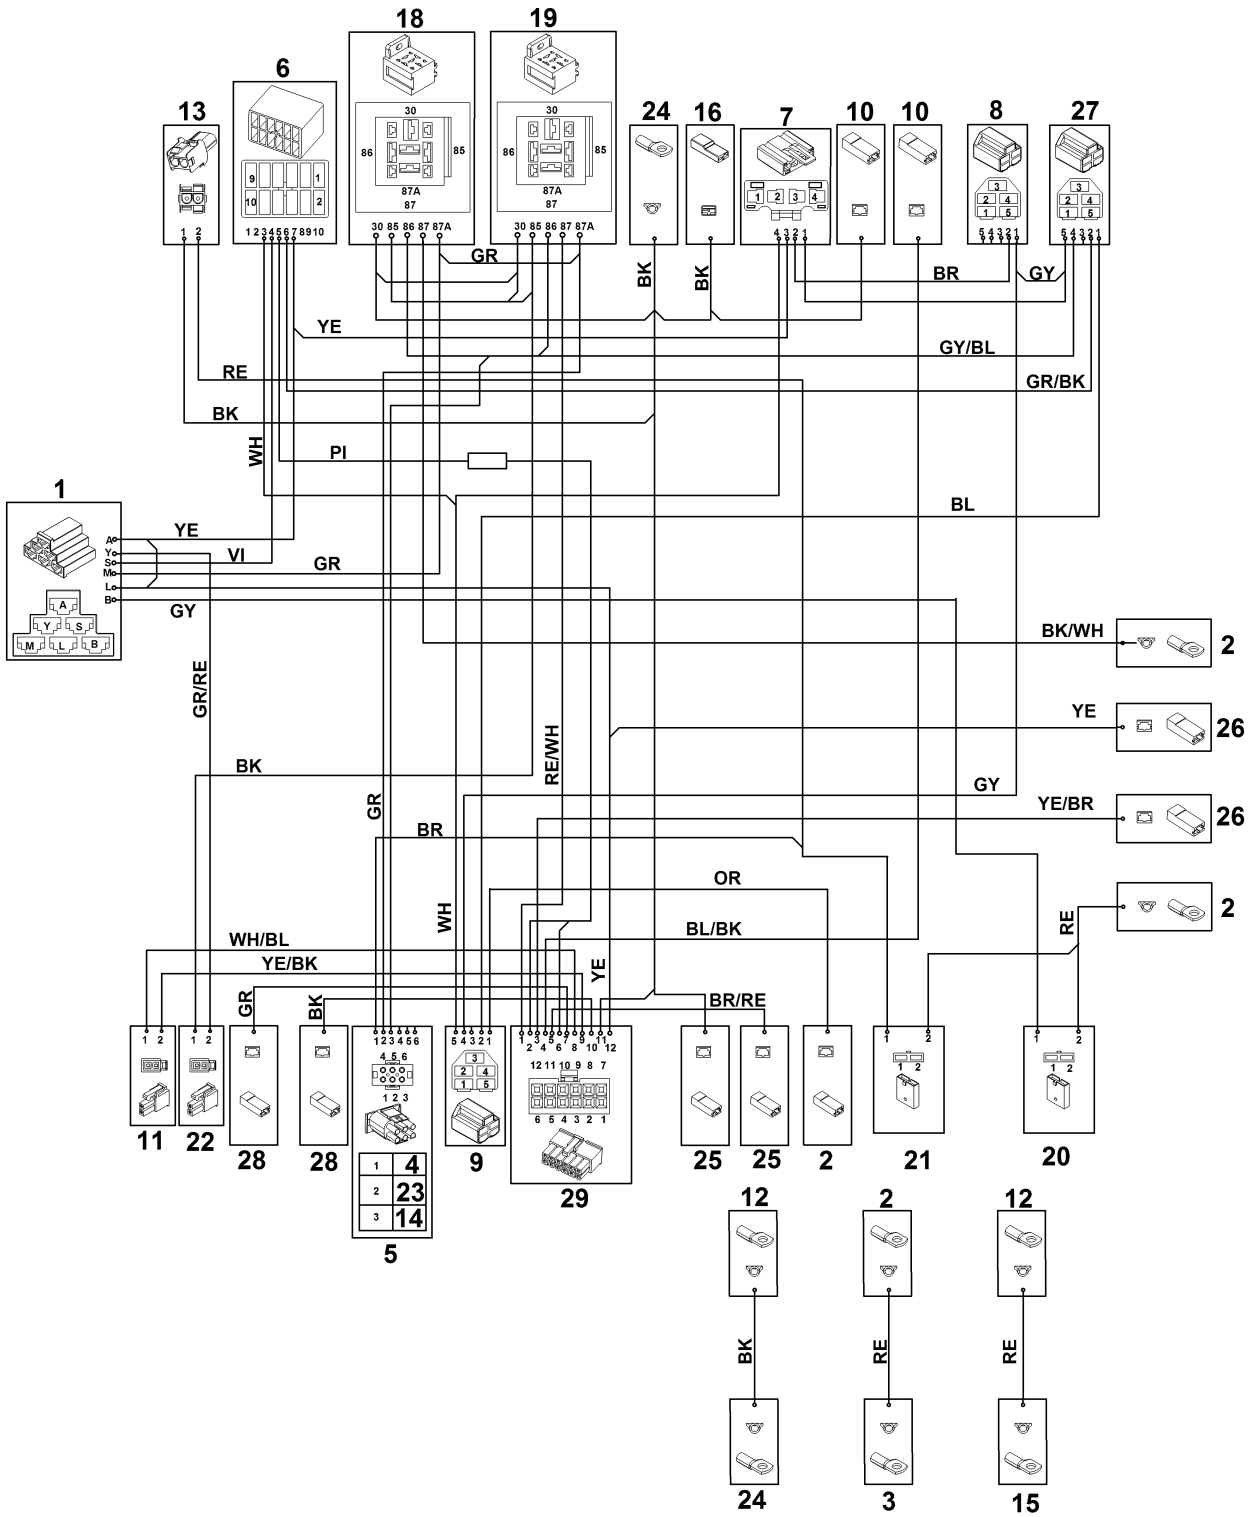 18 19
6
13 24 16 7 10 10 8 27
30 30
86 85 86 85
87A 87A
87 87
9 1
10 2
1 2 3 4
3 3
2 4 2 4
1 5 1 5
1 2 1 2 3 4 5 6 7 8 9 10 30 85 86 87 87A 30 85 86 87 87A 4 3 2 1 5 4 3 2 1 5 4 3 2 1
GR
BK BK BR GY
YE
GY/BL
RE GR/BK
BK
WH PI
1
BL
A YE
Y
S VI
M GR
L
B GY
A
Y S
M L B
BK/WH 2
GR/RE
YE 26
RE/WH
BK
GY
GR YE/BR 26
BR
OR
2
WH BL/BK RE
WH/BL
YE/BK YE
GR BK BR/RE
1 2 1 2 1 2 3 4 5 6 5 4 3 2 1 1 2 3 4 5 6 7 8 9 10 11 12 1 2 1 2
4 5 6 3 12 11 10 9 8 7 1 2 1 2
2 4
1 5
1 2 3 6 5 4 3 2 1
11 22 28 28 9 29 25 25 2 21 20
1 4
2 23
3 14
5
12 2 12
BK RE RE
24 3 15